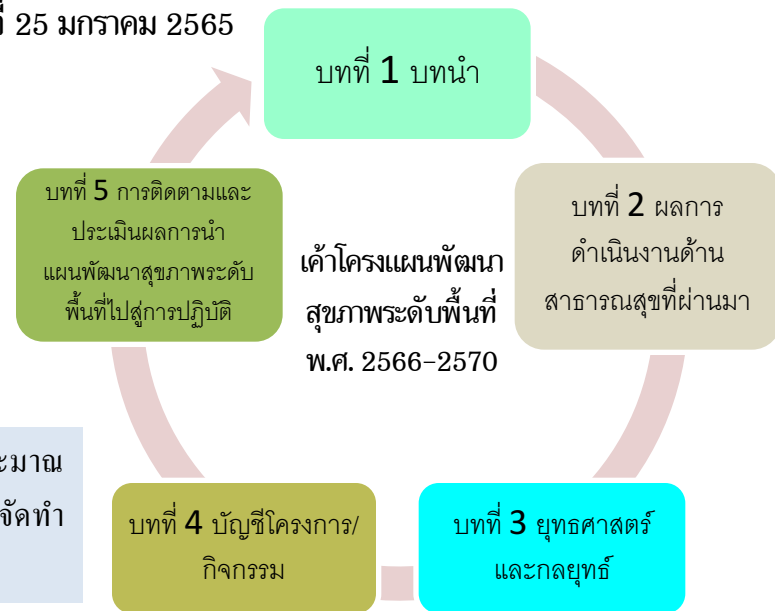 25 มกราคม 2565
บทที่ 1 บทนำ
บทที่ 2 ผลการ
ดำเนินงานด้าน
สาธารณสุขที่ผ่านมา
บทที่ 3 ยุทธศาสตร์
และกลยุทธ์
บทที่ 4 บัญชีโครงการ/
กิจกรรม
บทที่ 5 การติดตามและ
ประเมินผลการนำ
แผนพัฒนาสุขภาพระดับ
พื้นที่ไปสู่การปฏิบัติ
เค้าโครงแผนพัฒนา
สุขภาพระดับพื้นที่
พ.ศ. 2566-2570
จัดทำ